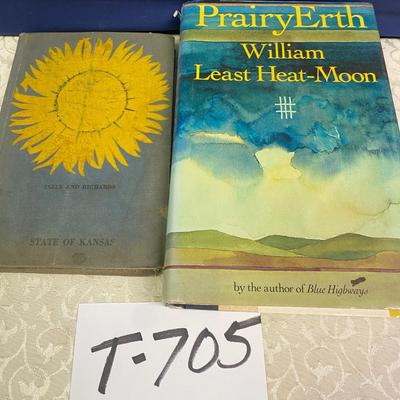 ISELY AND RICHARDS
STATE OF KANSAS
PrairyErth
William
Least Heat-Moon
by the author of Blue Highways
T-705